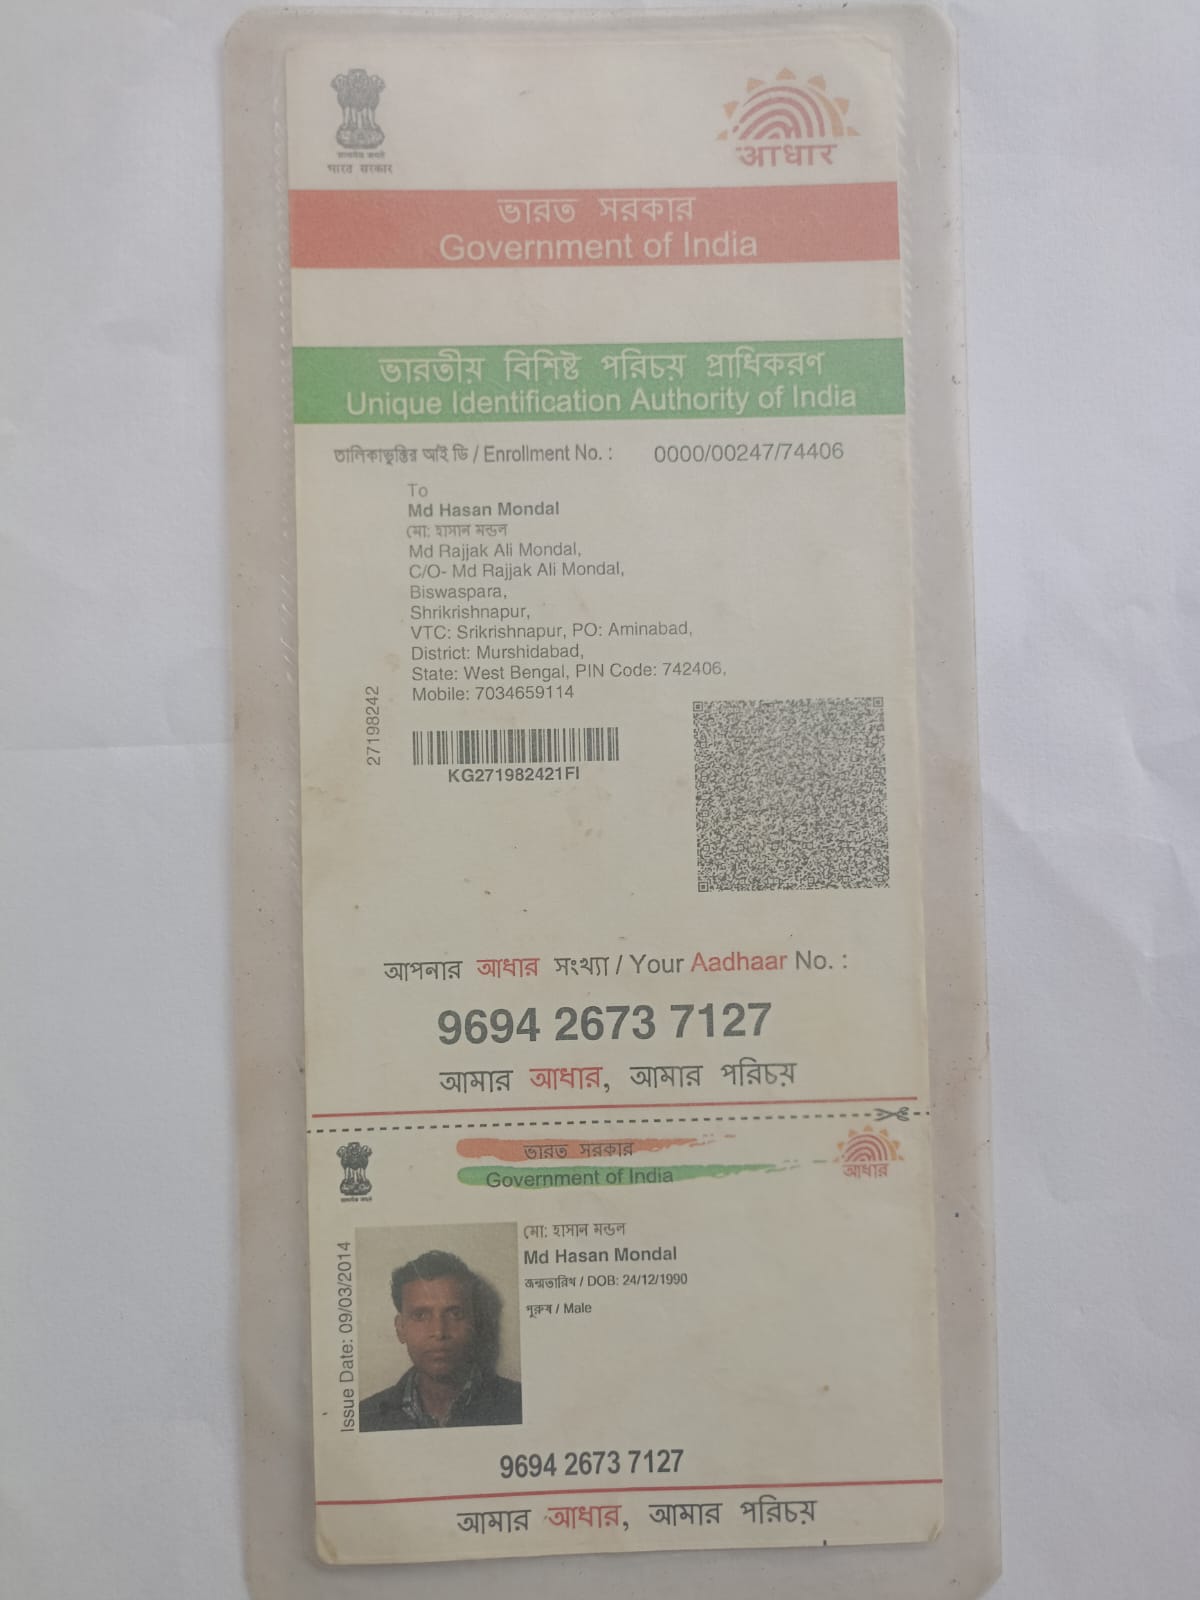 सत्यमेव जयते
भारत सरकार
आधार
ভারত সরকার
Government of India
ভারতীয় বিশিষ্ট পরিচয় প্রাধিকরণ
Unique Identification Authority of India
তালিকাভুক্তির আই ডি / Enrollment No. : 0000/00247/74406
To
Md Hasan Mondal
মো: হাসান মন্ডল
Md Rajjak Ali Mondal,
C/O- Md Rajjak Ali Mondal,
Biswaspara,
Shrikrishnapur,
VTC: Srikrishnapur, PO: Aminabad,
District: Murshidabad,
State: West Bengal, PIN Code: 742406,
Mobile: 7034659114
27198242
KG271982421FI
আপনার আধার সংখ্যা / Your Aadhaar No. :
9694 2673 7127
আমার আধার, আমার পরিচয়
ভারত সরকার
Government of India
আধার
Issue Date: 09/03/2014
মো: হাসান মন্ডল
Md Hasan Mondal
জন্মতারিখ / DOB: 24/12/1990
পুরুষ / Male
9694 2673 7127
আমার আধার, আমার পরিচয়